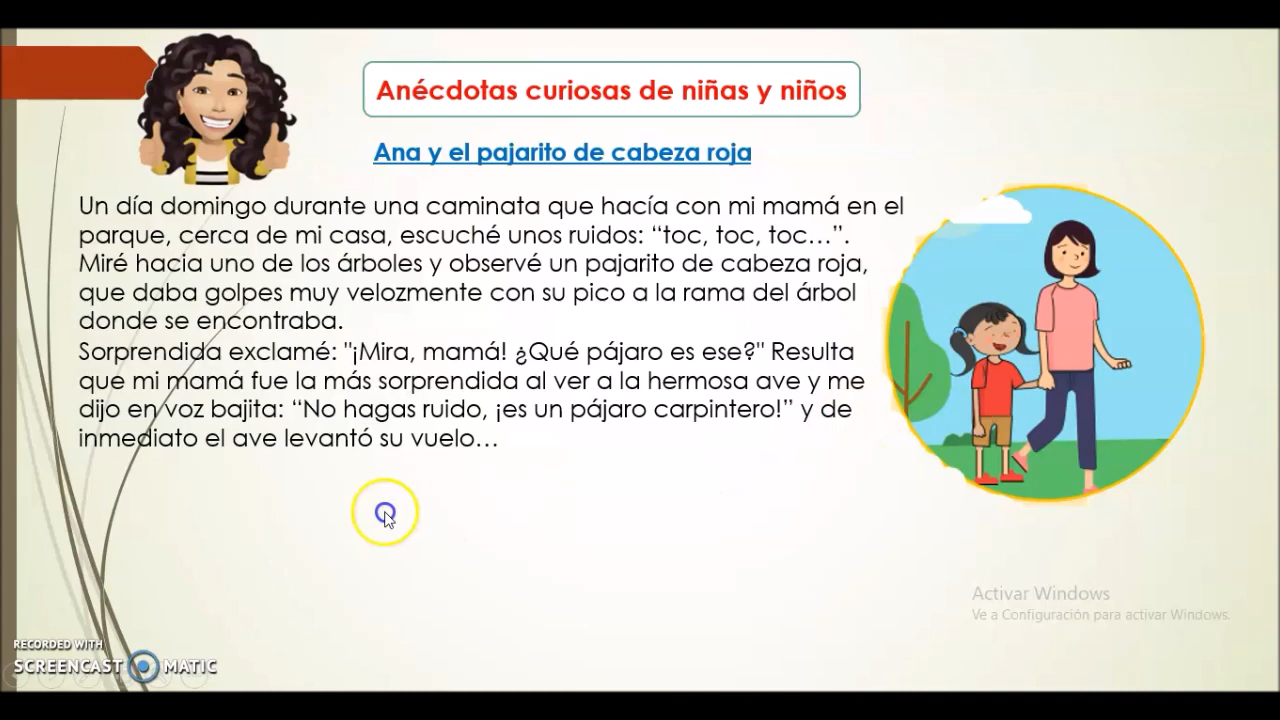 Anécdotas curiosas de niñas y niños
Ana y el pajarito de cabeza roja
Un día domingo durante una caminata que hacía con mi mamá en el
parque, cerca de mi casa, escuché unos ruidos: “toc, toc, toc…”.
Miré hacia uno de los árboles y observé un pajarito de cabeza roja,
que daba golpes muy velozmente con su pico a la rama del árbol
donde se encontraba.
Sorprendida exclamé: "¡Mira, mamá! ¿Qué pájaro es ese?" Resulta
que mi mamá fue la más sorprendida al ver a la hermosa ave y me
dijo en voz bajita: “No hagas ruido, ¡es un pájaro carpintero!” y de
inmediato el ave levantó su vuelo…
Activar Windows
Ve a Configuración para activar Windows.
RECORDED WITH
SCREENCAST MATIC